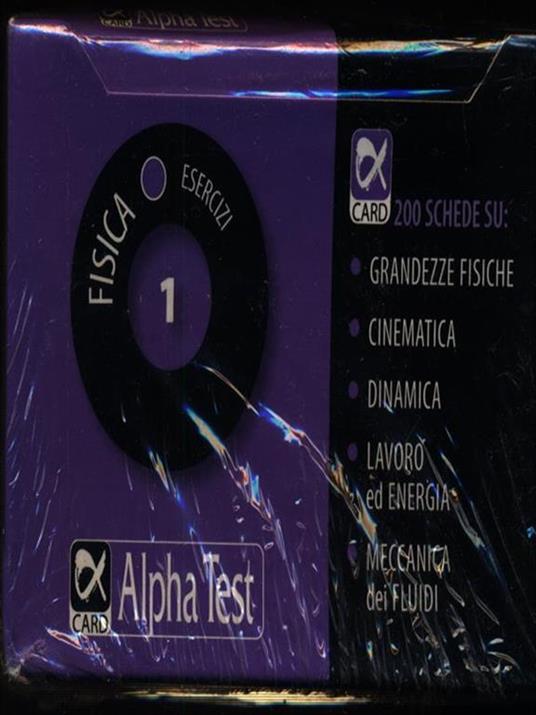 CARD Alpha Test
FISICA
ESERCIZI
1
α
CARD
200 SCHEDE SU:
GRANDEZZE FISICHE
CINEMATICA
DINAMICA
LAVORO
ed ENERGIA
MECCANICA
dei FLUIDI
α
CARD
Alpha Test